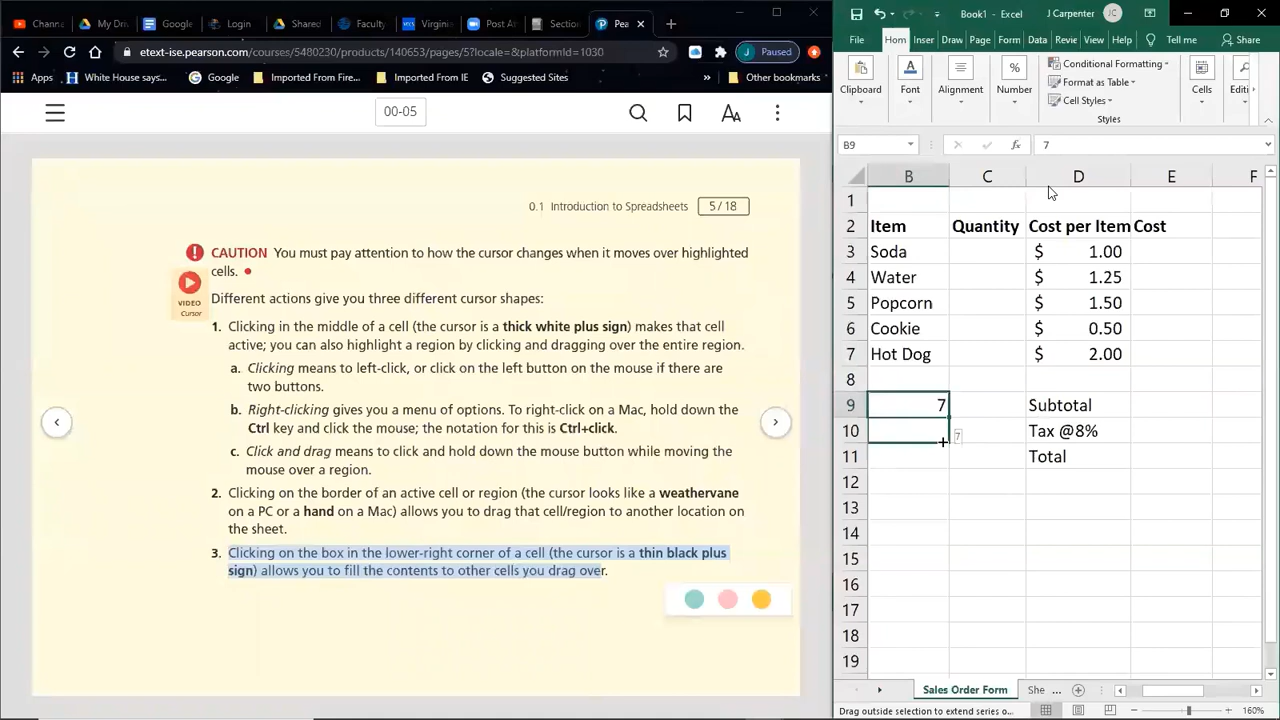 Channe
My Driv
Google
Login
Shared
Faculty
Virginia
Post At
Section
Pea
etext-ise.pearson.com/courses/5480230/products/140653/pages/5?locale=&platformId=1030
Paused
Apps
White House says...
Google
Imported From Fire...
Imported From IE
Suggested Sites
»
Other bookmarks
00-05
0.1 Introduction to Spreadsheets 5 / 18
CAUTION You must pay attention to how the cursor changes when it moves over highlighted
cells.
VIDEO
Cursor
Different actions give you three different cursor shapes:
1. Clicking in the middle of a cell (the cursor is a thick white plus sign) makes that cell
active; you can also highlight a region by clicking and dragging over the entire region.
a. Clicking means to left-click, or click on the left button on the mouse if there are
two buttons.
b. Right-clicking gives you a menu of options. To right-click on a Mac, hold down the
Ctrl key and click the mouse; the notation for this is Ctrl+click.
c. Click and drag means to click and hold down the mouse button while moving the
mouse over a region.
2. Clicking on the border of an active cell or region (the cursor looks like a weathervane
on a PC or a hand on a Mac) allows you to drag that cell/region to another location on
the sheet.
3. Clicking on the box in the lower-right corner of a cell (the cursor is a thin black plus
sign) allows you to fill the contents to other cells you drag over.
Book1 - Excel
J Carpenter
JC
File Hom Inser Draw Page Form Data Revie View Tell me Share
Clipboard
Font
Alignment
Number
Conditional Formatting
Format as Table
Cell Styles
Styles
Cells
Editi
B9 fx 7
B C D E F
1
2 Item Quantity Cost per Item Cost
3 Soda $ 1.00
4 Water $ 1.25
5 Popcorn $ 1.50
6 Cookie $ 0.50
7 Hot Dog $ 2.00
8
9 7 Subtotal
10 7 Tax @8%
11 Total
12
13
14
15
16
17
18
19
Sales Order Form She ...
Drag outside selection to extend series o... 160%